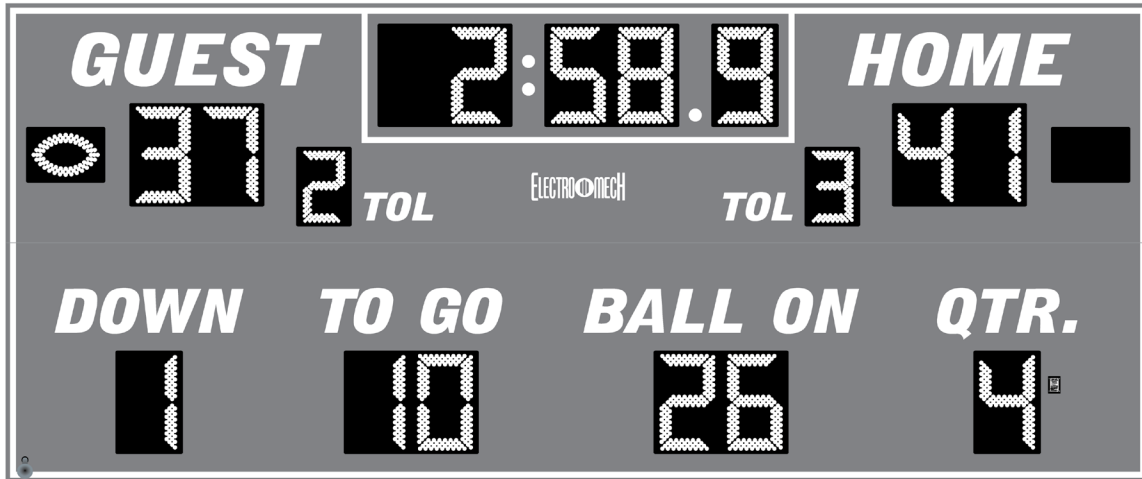 GUEST 2:58.9 HOME
37 41
2 TOL ELECTRO MECH TOL 3
DOWN TO GO BALL ON QTR.
1 10 26 4